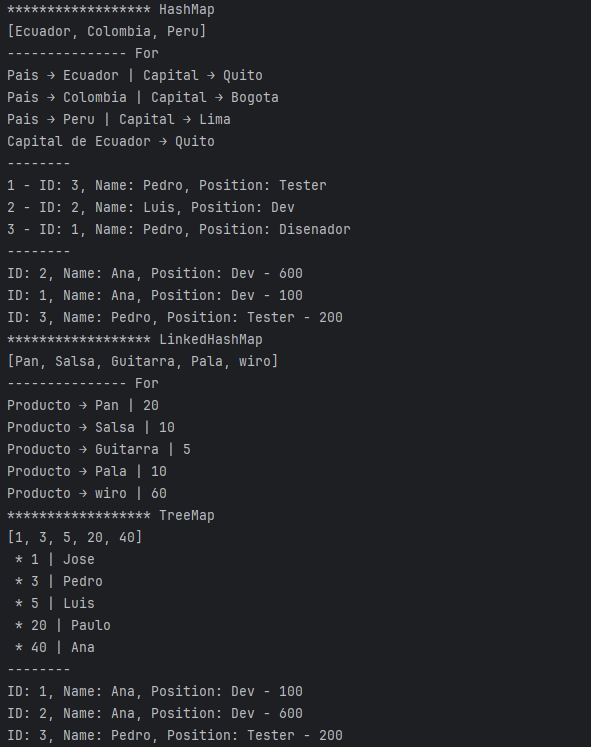 ****************** HashMap
[Ecuador, Colombia, Peru]
--------------- For
Pais → Ecuador | Capital → Quito
Pais → Colombia | Capital → Bogota
Pais → Peru | Capital → Lima
Capital de Ecuador → Quito
--------
1 - ID: 3, Name: Pedro, Position: Tester
2 - ID: 2, Name: Luis, Position: Dev
3 - ID: 1, Name: Pedro, Position: Disenador
--------
ID: 2, Name: Ana, Position: Dev - 600
ID: 1, Name: Ana, Position: Dev - 100
ID: 3, Name: Pedro, Position: Tester - 200
****************** LinkedHashMap
[Pan, Salsa, Guitarra, Pala, wiro]
--------------- For
Producto → Pan | 20
Producto → Salsa | 10
Producto → Guitarra | 5
Producto → Pala | 10
Producto → wiro | 60
****************** TreeMap
[1, 3, 5, 20, 40]
 * 1 | Jose
 * 3 | Pedro
 * 5 | Luis
 * 20 | Paulo
 * 40 | Ana
--------
ID: 1, Name: Ana, Position: Dev - 100
ID: 2, Name: Ana, Position: Dev - 600
ID: 3, Name: Pedro, Position: Tester - 200